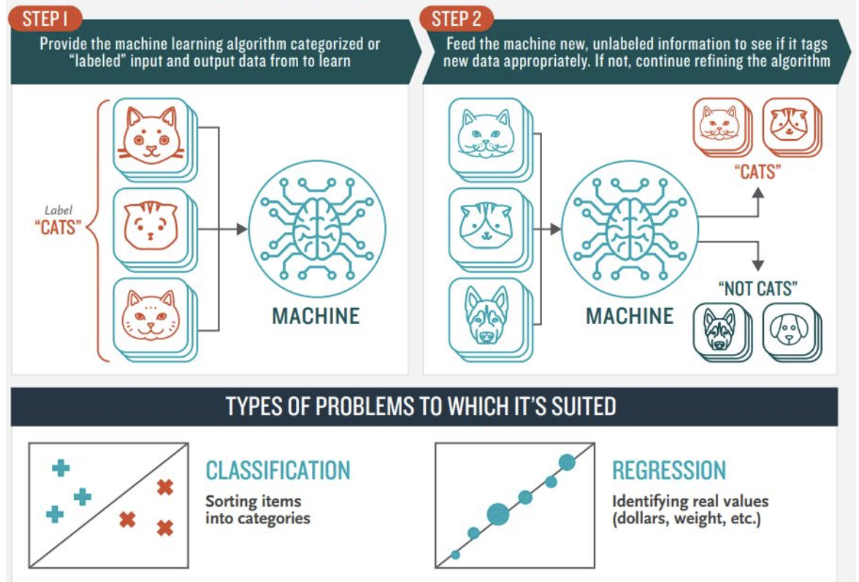 STEP 1
Provide the machine learning algorithm categorized or
"labeled" input and output data from to learn
Label
"CATS"
MACHINE
STEP 2
Feed the machine new, unlabeled information to see if it tags
new data appropriately. If not, continue refining the algorithm
MACHINE
"CATS"
"NOT CATS"
TYPES OF PROBLEMS TO WHICH IT'S SUITED
CLASSIFICATION
Sorting items
into categories
REGRESSION
Identifying real values
(dollars, weight, etc.)